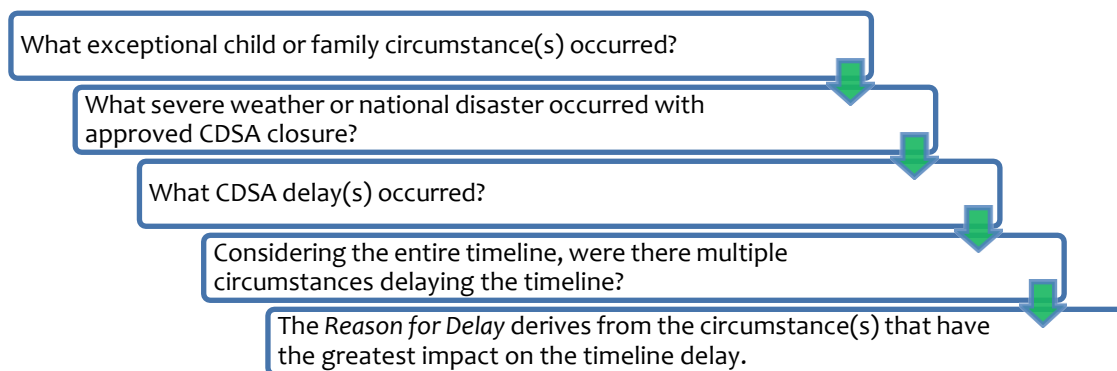 What exceptional child or family circumstance(s) occurred?
What severe weather or national disaster occurred with
approved CDSA closure?
What CDSA delay(s) occurred?
Considering the entire timeline, were there multiple
circumstances delaying the timeline?
The Reason for Delay derives from the circumstance(s) that have
the greatest impact on the timeline delay.